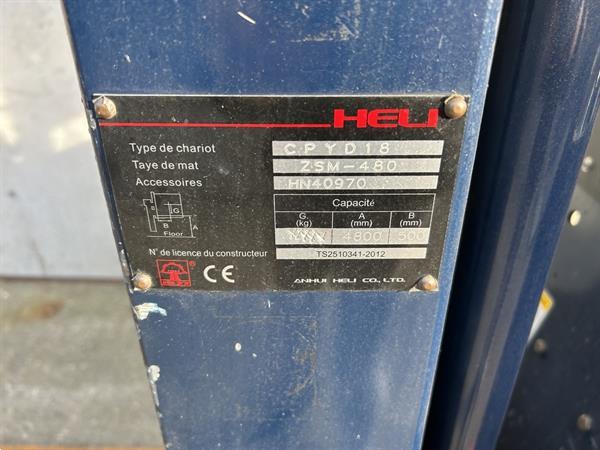 HELI
Type de chariot CPYD18
Taye de mat ZSM-480
Accessoires HN40970
B
G
B
A
Floor
Capacité
G (kg) A (mm) B (mm)
4800 500
N° de licence du constructeur TS2510341-2012
® CE ANHUI HELI CO., LTD.